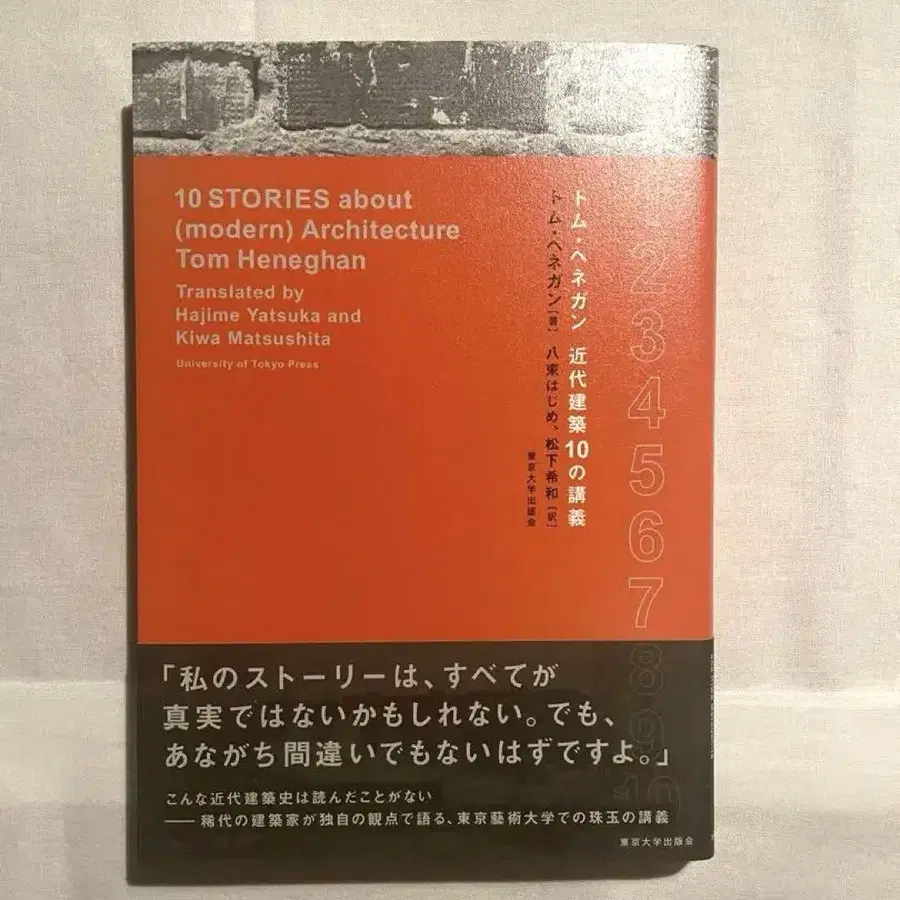 10 STORIES about
(modern) Architecture
Tom Heneghan
Translated by
Hajime Yatsuka and
Kiwa Matsushita
University of Tokyo Press
トム・ヘネガン 近代建築10の講義
トム・ヘネガン［著］ 八束はじめ、松下希和［訳］
東京大学出版会
2
3
4
5
6
7
8
9
10
「私のストーリーは、すべてが
真実ではないかもしれない。でも、
あながち間違いでもないはずですよ。」
こんな近代建築史は読んだことがない
——稀代の建築家が独自の観点で語る、東京藝術大学での珠玉の講義
東京大学出版会